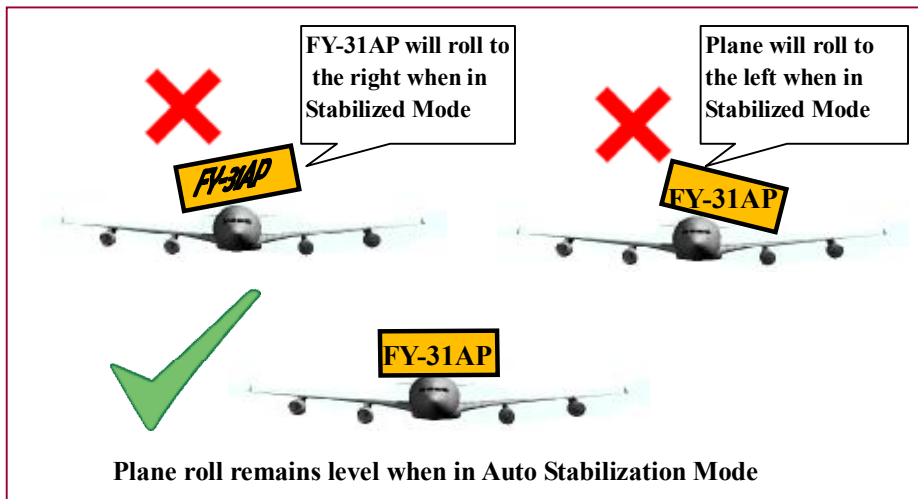 FY-31AP will roll to
the right when in
Stabilized Mode
Plane will roll to
the left when in
Stabilized Mode
FY-31AP
FY-31AP
FY-31AP
Plane roll remains level when in Auto Stabilization Mode